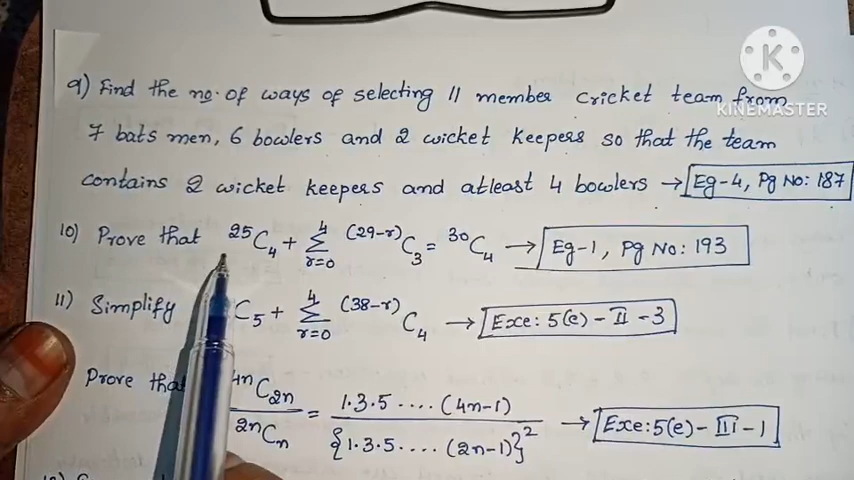 K
KINEMASTER
9) Find the no. of ways of selecting 11 member cricket team from
7 bats men, 6 bowlers and 2 wicket keepers so that the team
contains 2 wicket keepers and atleast 4 bowlers → Eg-4, Pg No: 187
10) Prove that ²⁵C₄ + ⁴Σᵣ₌₀ ⁽²⁹⁻ʳ⁾C₃ = ³⁰C₄ → Eg-1, Pg No: 193
11) Simplify C₅ + ⁴Σᵣ₌₀ ⁽³⁸⁻ʳ⁾C₄ → Exe: 5(e)-II-3
Prove that ⁴ⁿC₂ₙ / ²ⁿCₙ = 1.3.5....(4n-1) / {1.3.5....(2n-1)}² → Exe: 5(e)-III-1